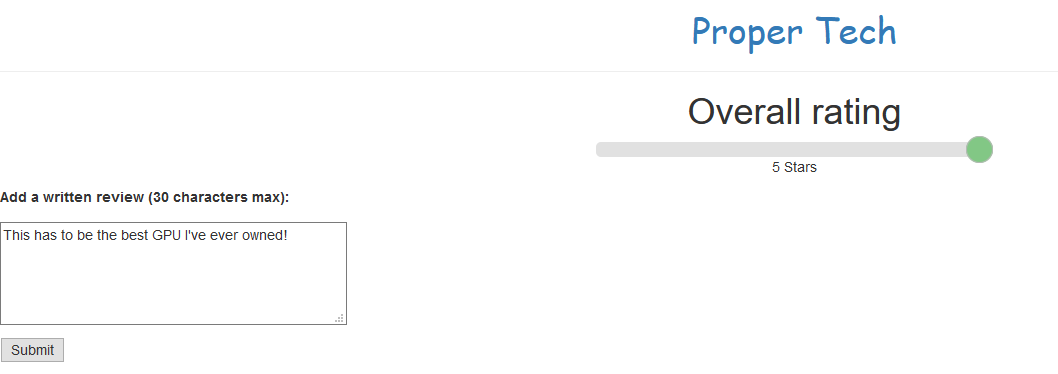 Proper Tech
Overall rating
5 Stars
Add a written review (30 characters max):
This has to be the best GPU I've ever owned!
Submit